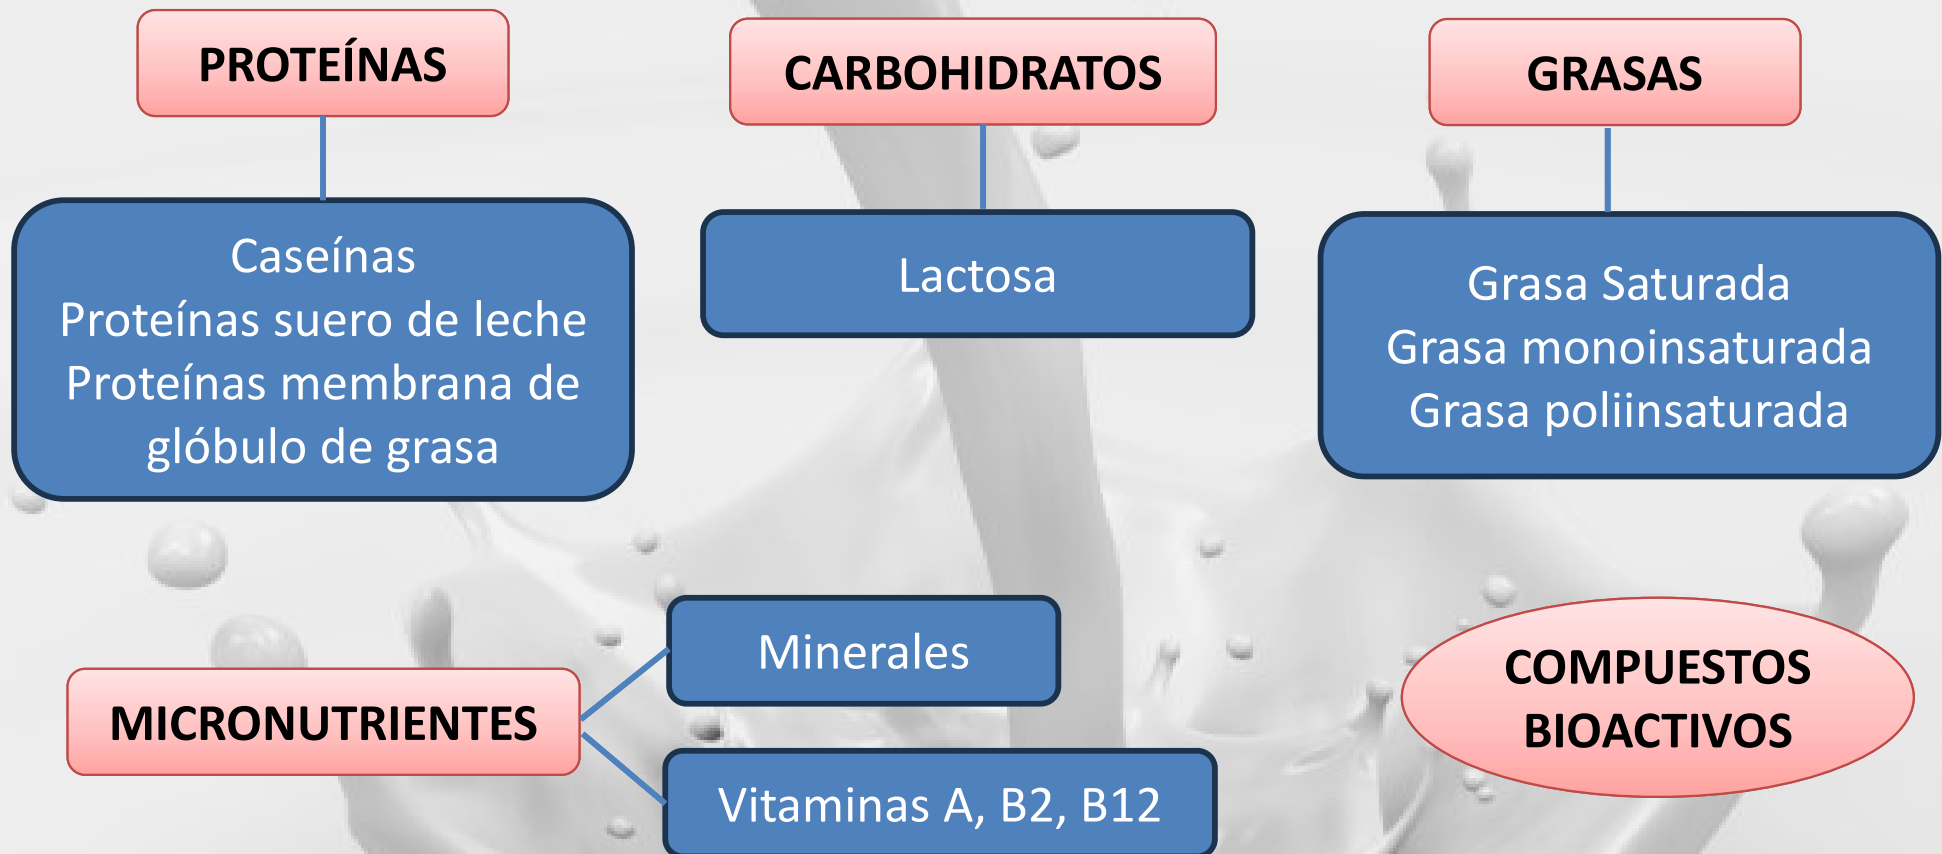 PROTEÍNAS
CARBOHIDRATOS
GRASAS
Caseínas
Proteínas suero de leche
Proteínas membrana de
glóbulo de grasa
Lactosa
Grasa Saturada
Grasa monoinsaturada
Grasa poliinsaturada
MICRONUTRIENTES
Minerales
Vitaminas A, B2, B12
COMPUESTOS
BIOACTIVOS